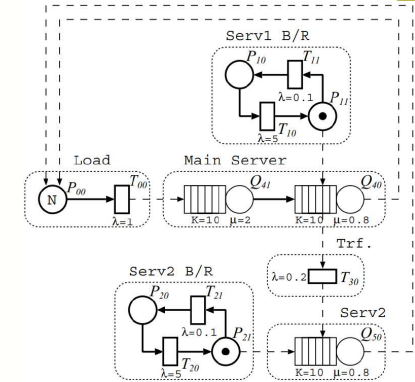 Serv1 B/R
P10
T11
λ=0.1
P11
λ=5
T10
Load
Main Server
P00
T00
Q41
Q40
N
λ=1
K=10 μ=2
K=10 μ=0.8
Trf.
λ=0.2
T30
Serv2 B/R
P20
T21
λ=0.1
P21
Serv2
Q50
λ=5
T20
K=10 μ=0.8